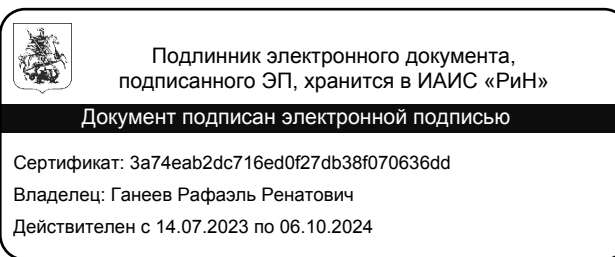 Подлинник электронного документа,
подписанного ЭП, хранится в ИАИС «РиН»
Документ подписан электронной подписью
Сертификат: 3a74eab2dc716ed0f27db38f070636dd
Владелец: Ганеев Рафаэль Ренатович
Действителен с 14.07.2023 по 06.10.2024